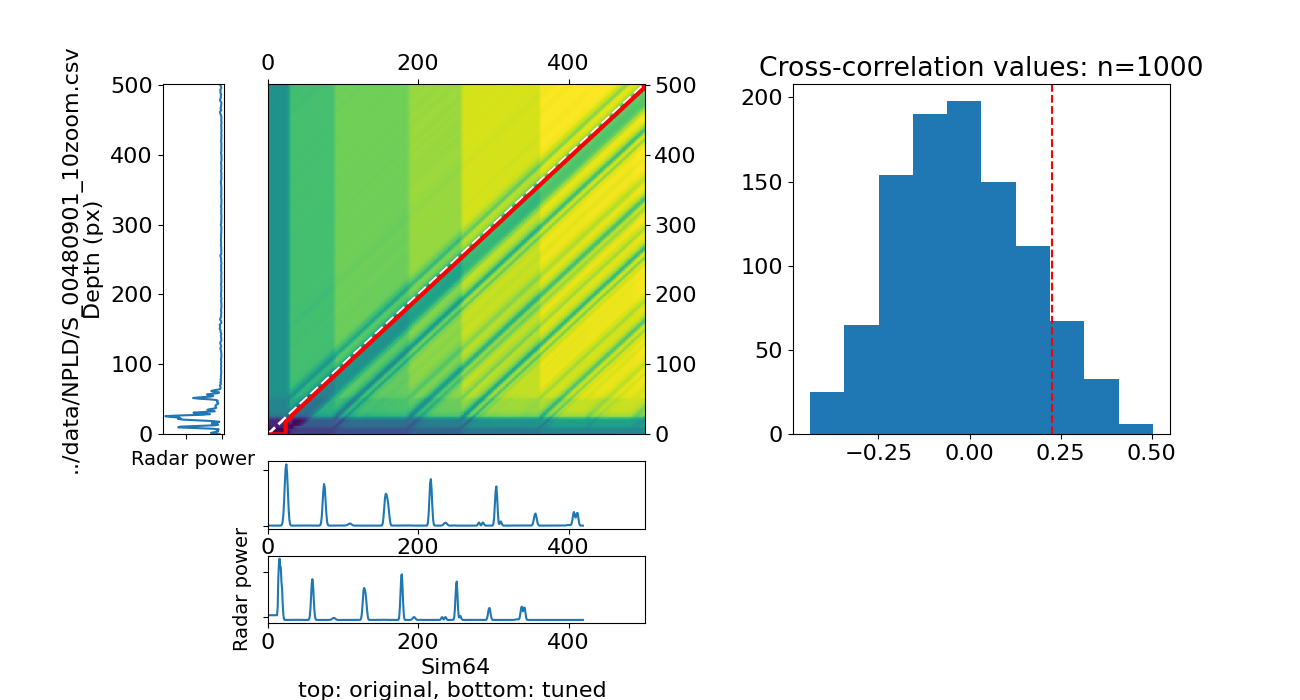 ../data/NPLD/S_00480901_10zoom.csv
Depth (px)
500
400
300
200
100
0
Radar power
0 200 400
500
400
300
200
100
0
0 200 400
Radar power
0 200 400
Sim64
top: original, bottom: tuned
Cross-correlation values: n=1000
200
150
100
50
0
−0.25 0.00 0.25 0.50